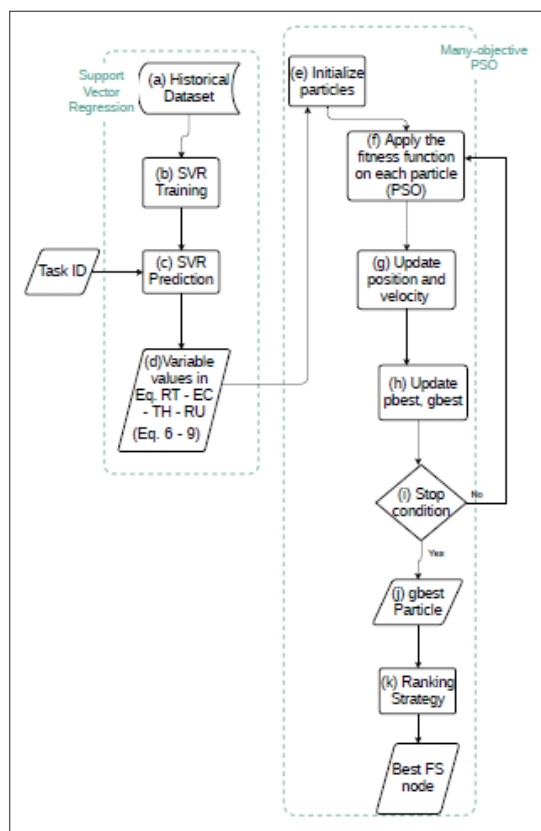 Support
Vector
Regression
(a) Historical
Dataset
(b) SVR
Training
Task ID
(c) SVR
Prediction
(d)Variable
values in
Eq. RT - EC
- TH - RU
(Eq. 6 - 9)
Many-objective
PSO
(e) Initialize
particles
(f) Apply the
fitness function
on each particle
(PSO)
(g) Update
position and
velocity
(h) Update
pbest, gbest
(i) Stop
condition
No
Yes
(j) gbest
Particle
(k) Ranking
Strategy
Best FS
node